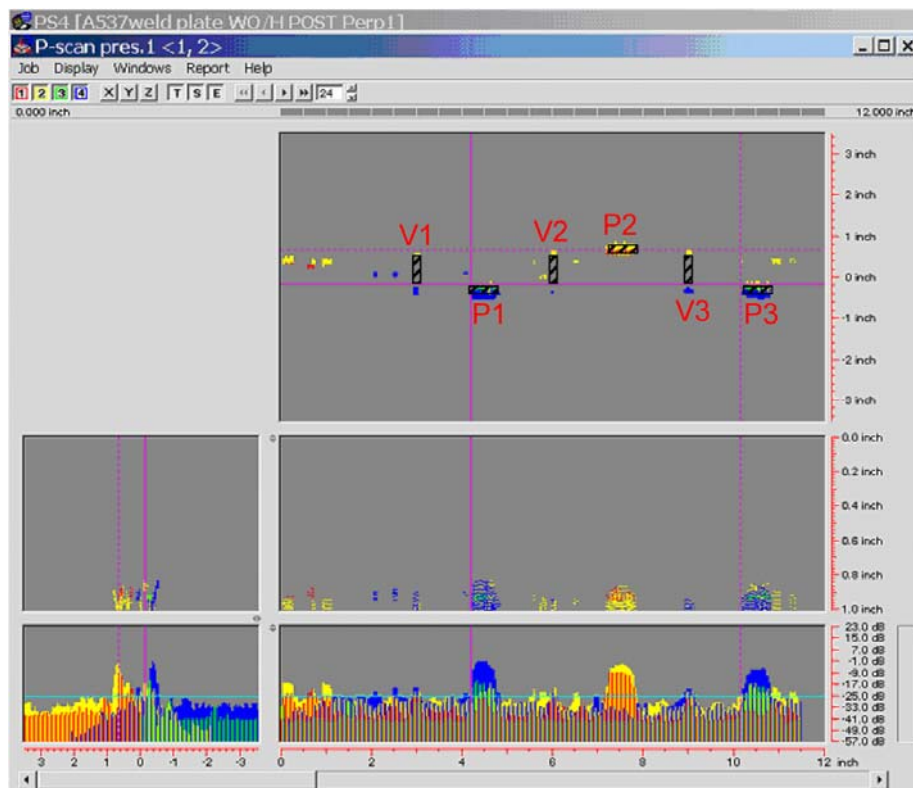 PS4 [A537weld plate WO /H POST Perp1]
P-scan pres.1 <1, 2>
Job Display Windows Report Help
1 2 3 4 X Y Z T S E 24
0.000 inch 12.000 inch
3 inch
2 inch
V1 V2 P2 1 inch
0 inch
P1 V3 P3 -1 inch
-2 inch
-3 inch
0.0 inch
0.2 inch
0.4 inch
0.6 inch
0.8 inch
1.0 inch
23.0 dB
15.0 dB
7.0 dB
-1.0 dB
-9.0 dB
-17.0 dB
-25.0 dB
-33.0 dB
-41.0 dB
-49.0 dB
-57.0 dB
3 2 1 0 -1 -2 -3 0 2 4 6 8 10 12 inch